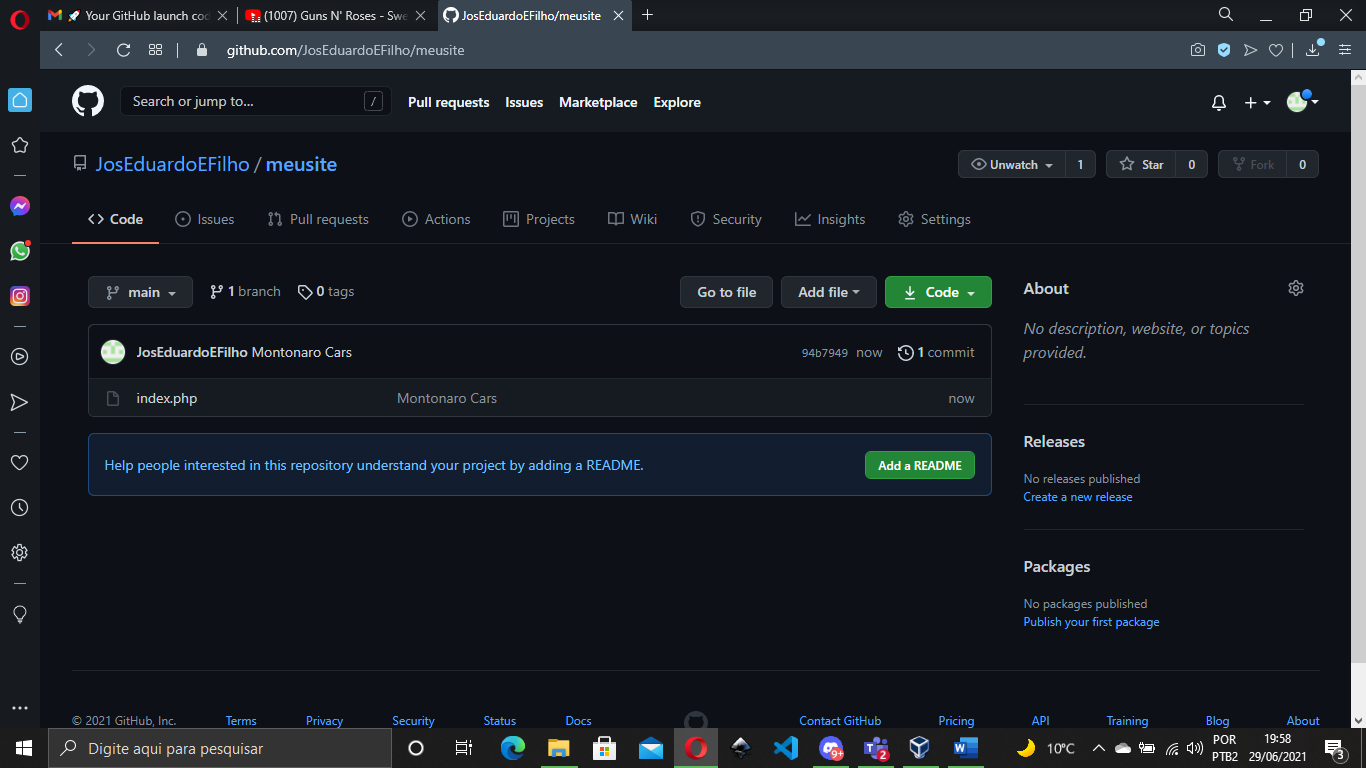 🚀 Your GitHub launch cod
(1007) Guns N' Roses - Swe
JosEduardoEFilho/meusite
github.com/JosEduardoEFilho/meusite
Search or jump to... /
Pull requests Issues Marketplace Explore
JosEduardoEFilho / meusite
Unwatch 1 Star 0 Fork 0
Code Issues Pull requests Actions Projects Wiki Security Insights Settings
main 1 branch 0 tags Go to file Add file Code
JosEduardoEFilho Montonaro Cars 94b7949 now 1 commit
index.php Montonaro Cars now
Help people interested in this repository understand your project by adding a README. Add a README
About
No description, website, or topics
provided.
Releases
No releases published
Create a new release
Packages
No packages published
Publish your first package
© 2021 GitHub, Inc. Terms Privacy Security Status Docs Contact GitHub Pricing API Training Blog About
Digite aqui para pesquisar
9+
2
W
10°C
POR
PTB2
19:58
29/06/2021
3